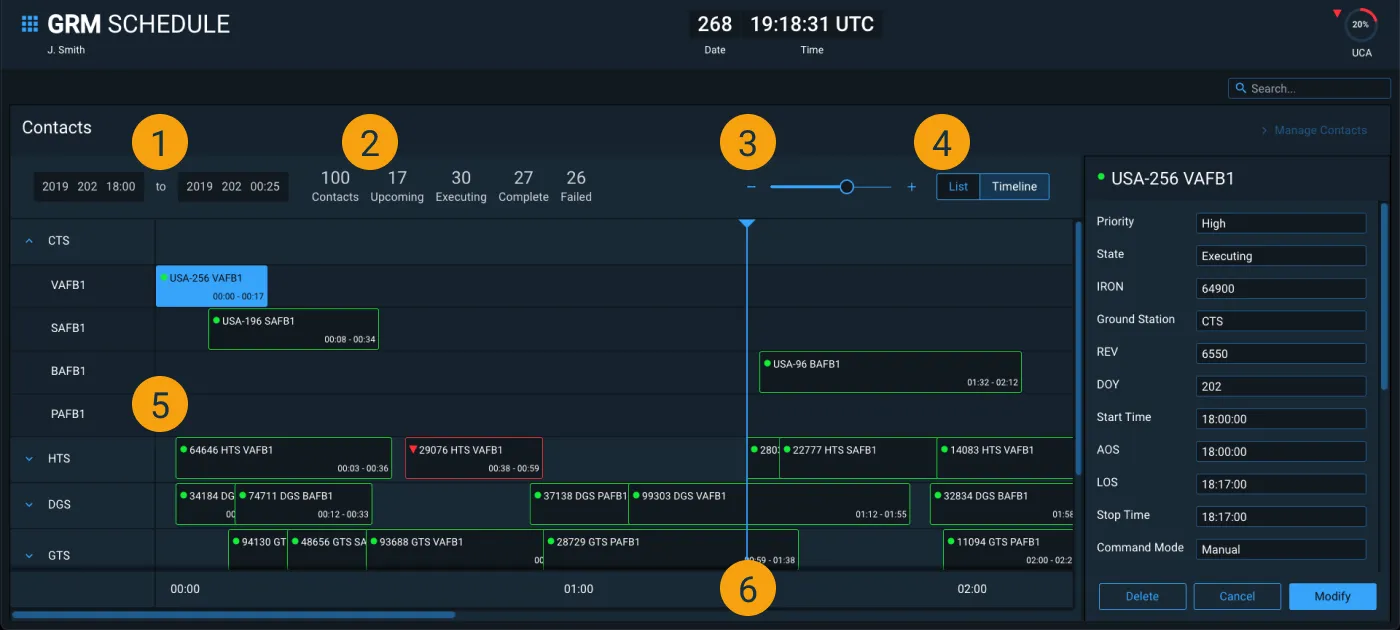 GRM SCHEDULE
J. Smith
268 19:18:31 UTC
Date Time
20%
UCA
Search...
Contacts
Manage Contacts
1
2
3
4
2019 202 18:00 to 2019 202 00:25
100 17 30 27 26
Contacts Upcoming Executing Complete Failed
List Timeline
CTS
VAFB1
USA-256 VAFB1
00:00 - 00:17
SAFB1
USA-196 SAFB1
00:08 - 00:34
BAFB1
USA-96 BAFB1
01:32 - 02:12
PAFB1
5
HTS
64646 HTS VAFB1
00:03 - 00:36
29076 HTS VAFB1
00:38 - 00:59
2803
22777 HTS SAFB1
14083 HTS VAFB1
DGS
34184 DG
00
74711 DGS BAFB1
00:12 - 00:33
37138 DGS PAFB1
99303 DGS VAFB1
01:12 - 01:55
32834 DGS BAFB1
01:58
GTS
94130 GT
48656 GTS SA
93688 GTS VAFB1
00
28729 GTS PAFB1
:59 - 01:38
11094 GTS PAFB1
02:00 - 02:2
6
00:00 01:00 02:00
USA-256 VAFB1
Priority High
State Executing
IRON 64900
Ground Station CTS
REV 6550
DOY 202
Start Time 18:00:00
AOS 18:00:00
LOS 18:17:00
Stop Time 18:17:00
Command Mode Manual
Delete Cancel Modify